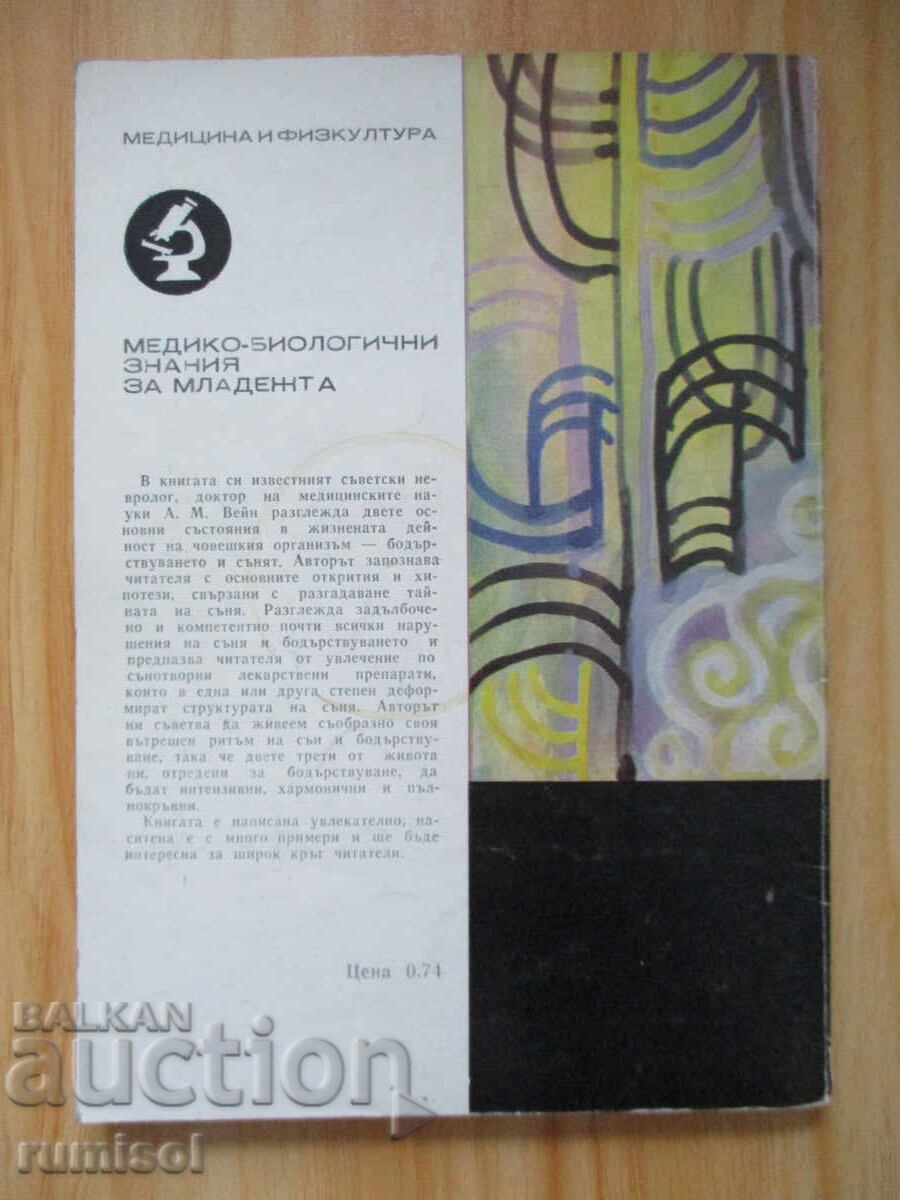 МЕДИЦИНА И ФИЗКУЛТУРА
МЕДИКО-БИОЛОГИЧНИ
ЗНАНИЯ
ЗА МЛАДЕЖТА
В книгата си известният съветски не-
вролог, доктор на медицинските на-
уки А. М. Вейн разглежда двете ос-
новни състояния в жизнената дей-
ност на човешкия организъм — бодър-
ствуването и сънят. Авторът запознава
читателя с основните открития и хи-
потези, свързани с разгадаване тай-
ната на съня. Разглежда задълбоче-
но и компетентно почти всички нару-
шения на съня и бодърствуването и
предпазва читателя от увлечение по
сънотворни лекарствени препарати,
които в една или друга степен дефор-
мират структурата на съня. Авторът
ни съветва да живеем съобразно своя
вътрешен ритъм на сън и бодърству-
ване, така че двете трети от живота
ни, отредени за бодърствуване, да
бъдат интензивни, хармонични и пъл-
нокръвни.
Книгата е написана увлекателно, на-
ситена е с много примери и ще бъде
интересна за широк кръг читатели.
Цена 0.74
BALKAN
auction
rumisol